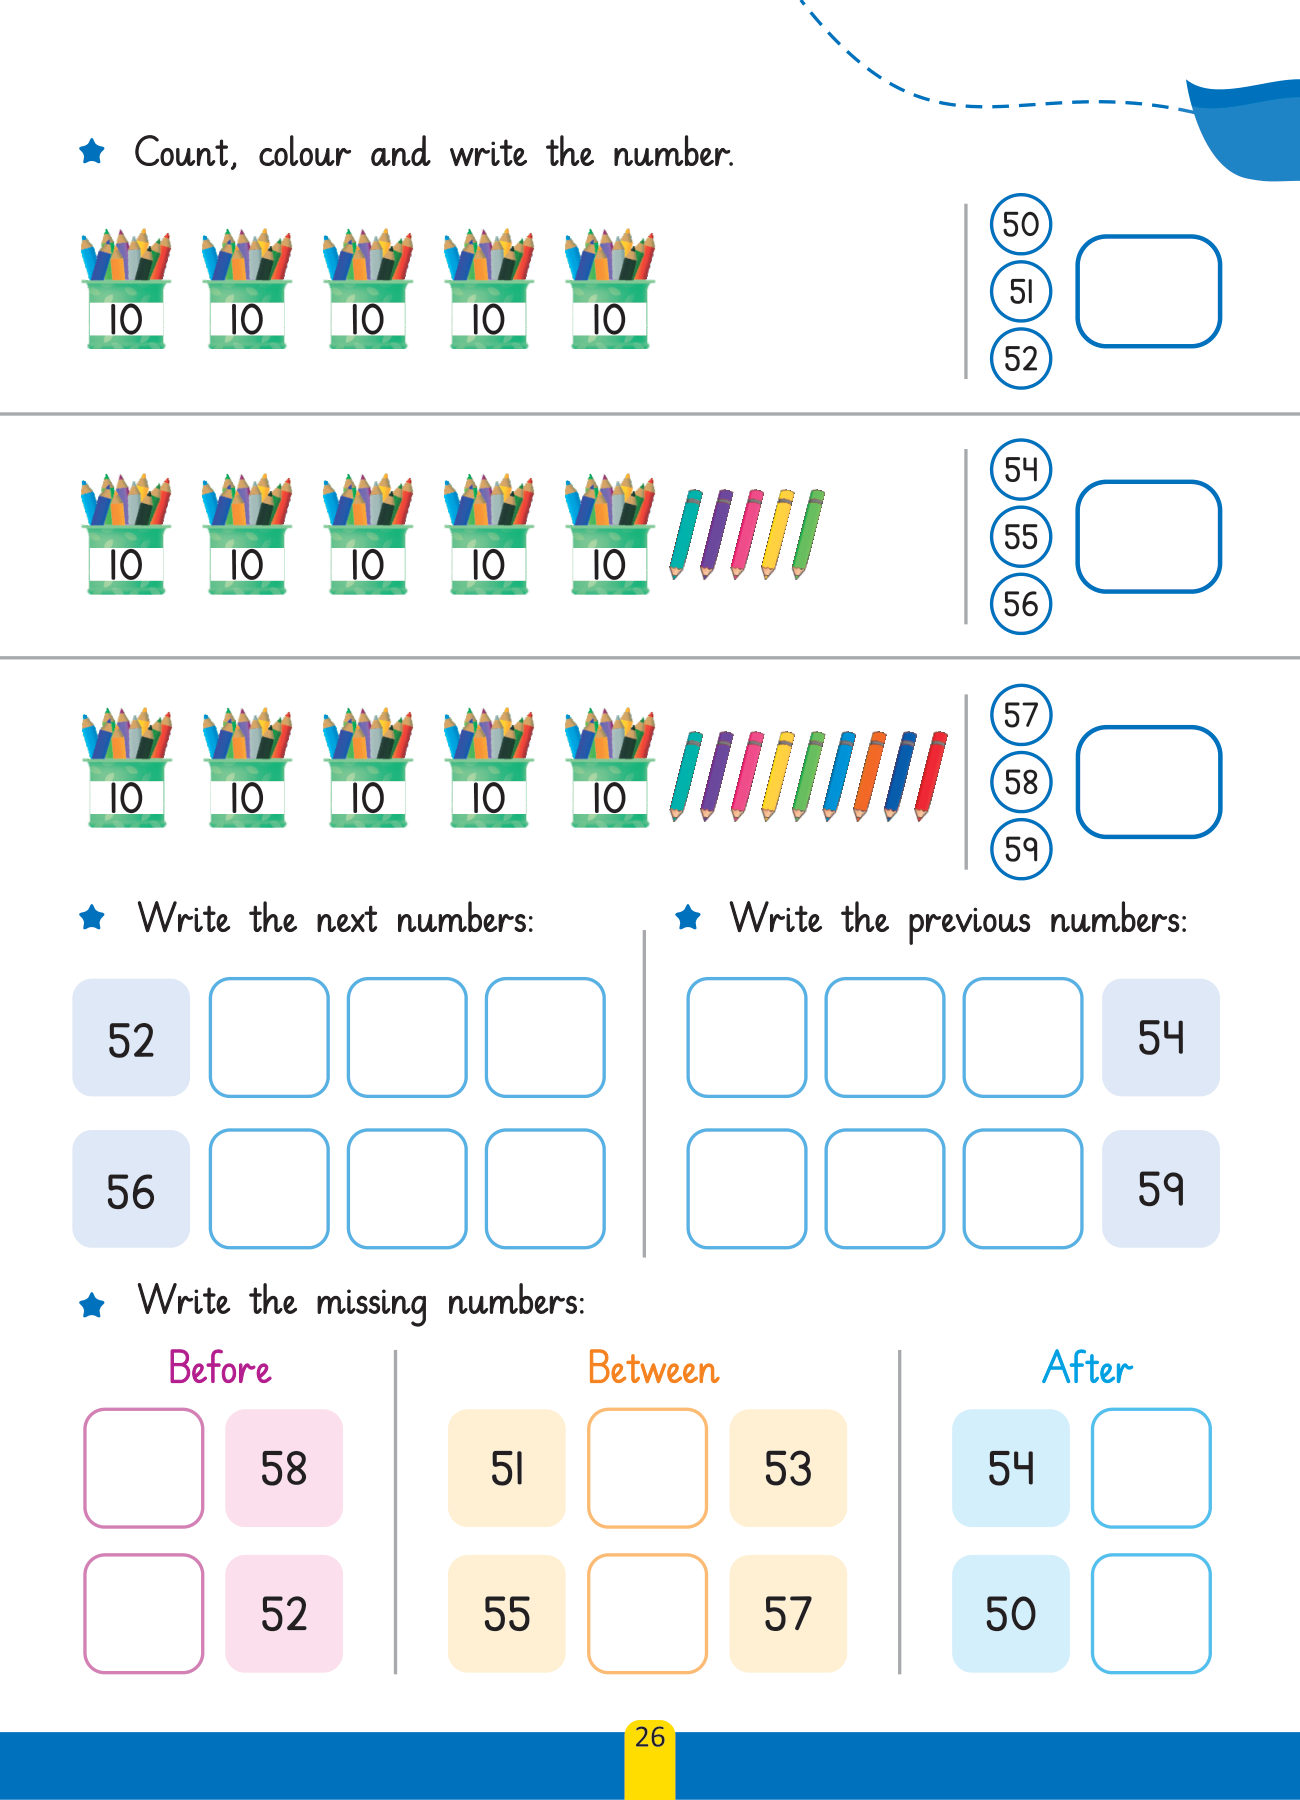 Count, colour and write the number.
10 10 10 10 10
50
51
52
10 10 10 10 10
54
55
56
10 10 10 10 10
57
58
59
Write the next numbers:
52
56
Write the previous numbers:
54
59
Write the missing numbers:
Before
58
52
Between
51 53
55 57
After
54
50
26